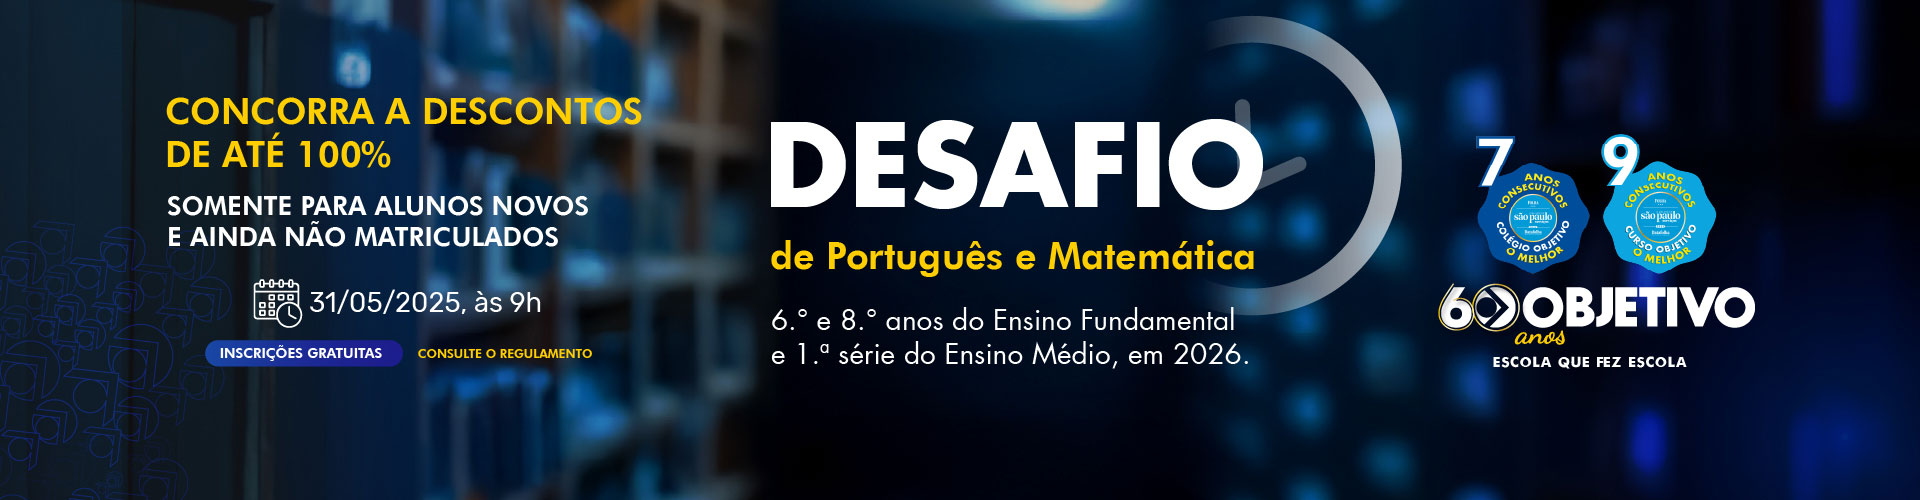 CONCORRA A DESCONTOS
DE ATÉ 100%
SOMENTE PARA ALUNOS NOVOS
E AINDA NÃO MATRICULADOS
31/05/2025, às 9h
INSCRIÇÕES GRATUITAS
CONSULTE O REGULAMENTO
DESAFIO
de Português e Matemática
6.º e 8.º anos do Ensino Fundamental
e 1.ª série do Ensino Médio, em 2026.
7
ANOS
CONSECUTIVOS
são paulo
COLÉGIO OBJETIVO
O MELHOR
9
ANOS
CONSECUTIVOS
são paulo
CURSO OBJETIVO
O MELHOR
60 OBJETIVO
anos
ESCOLA QUE FEZ ESCOLA